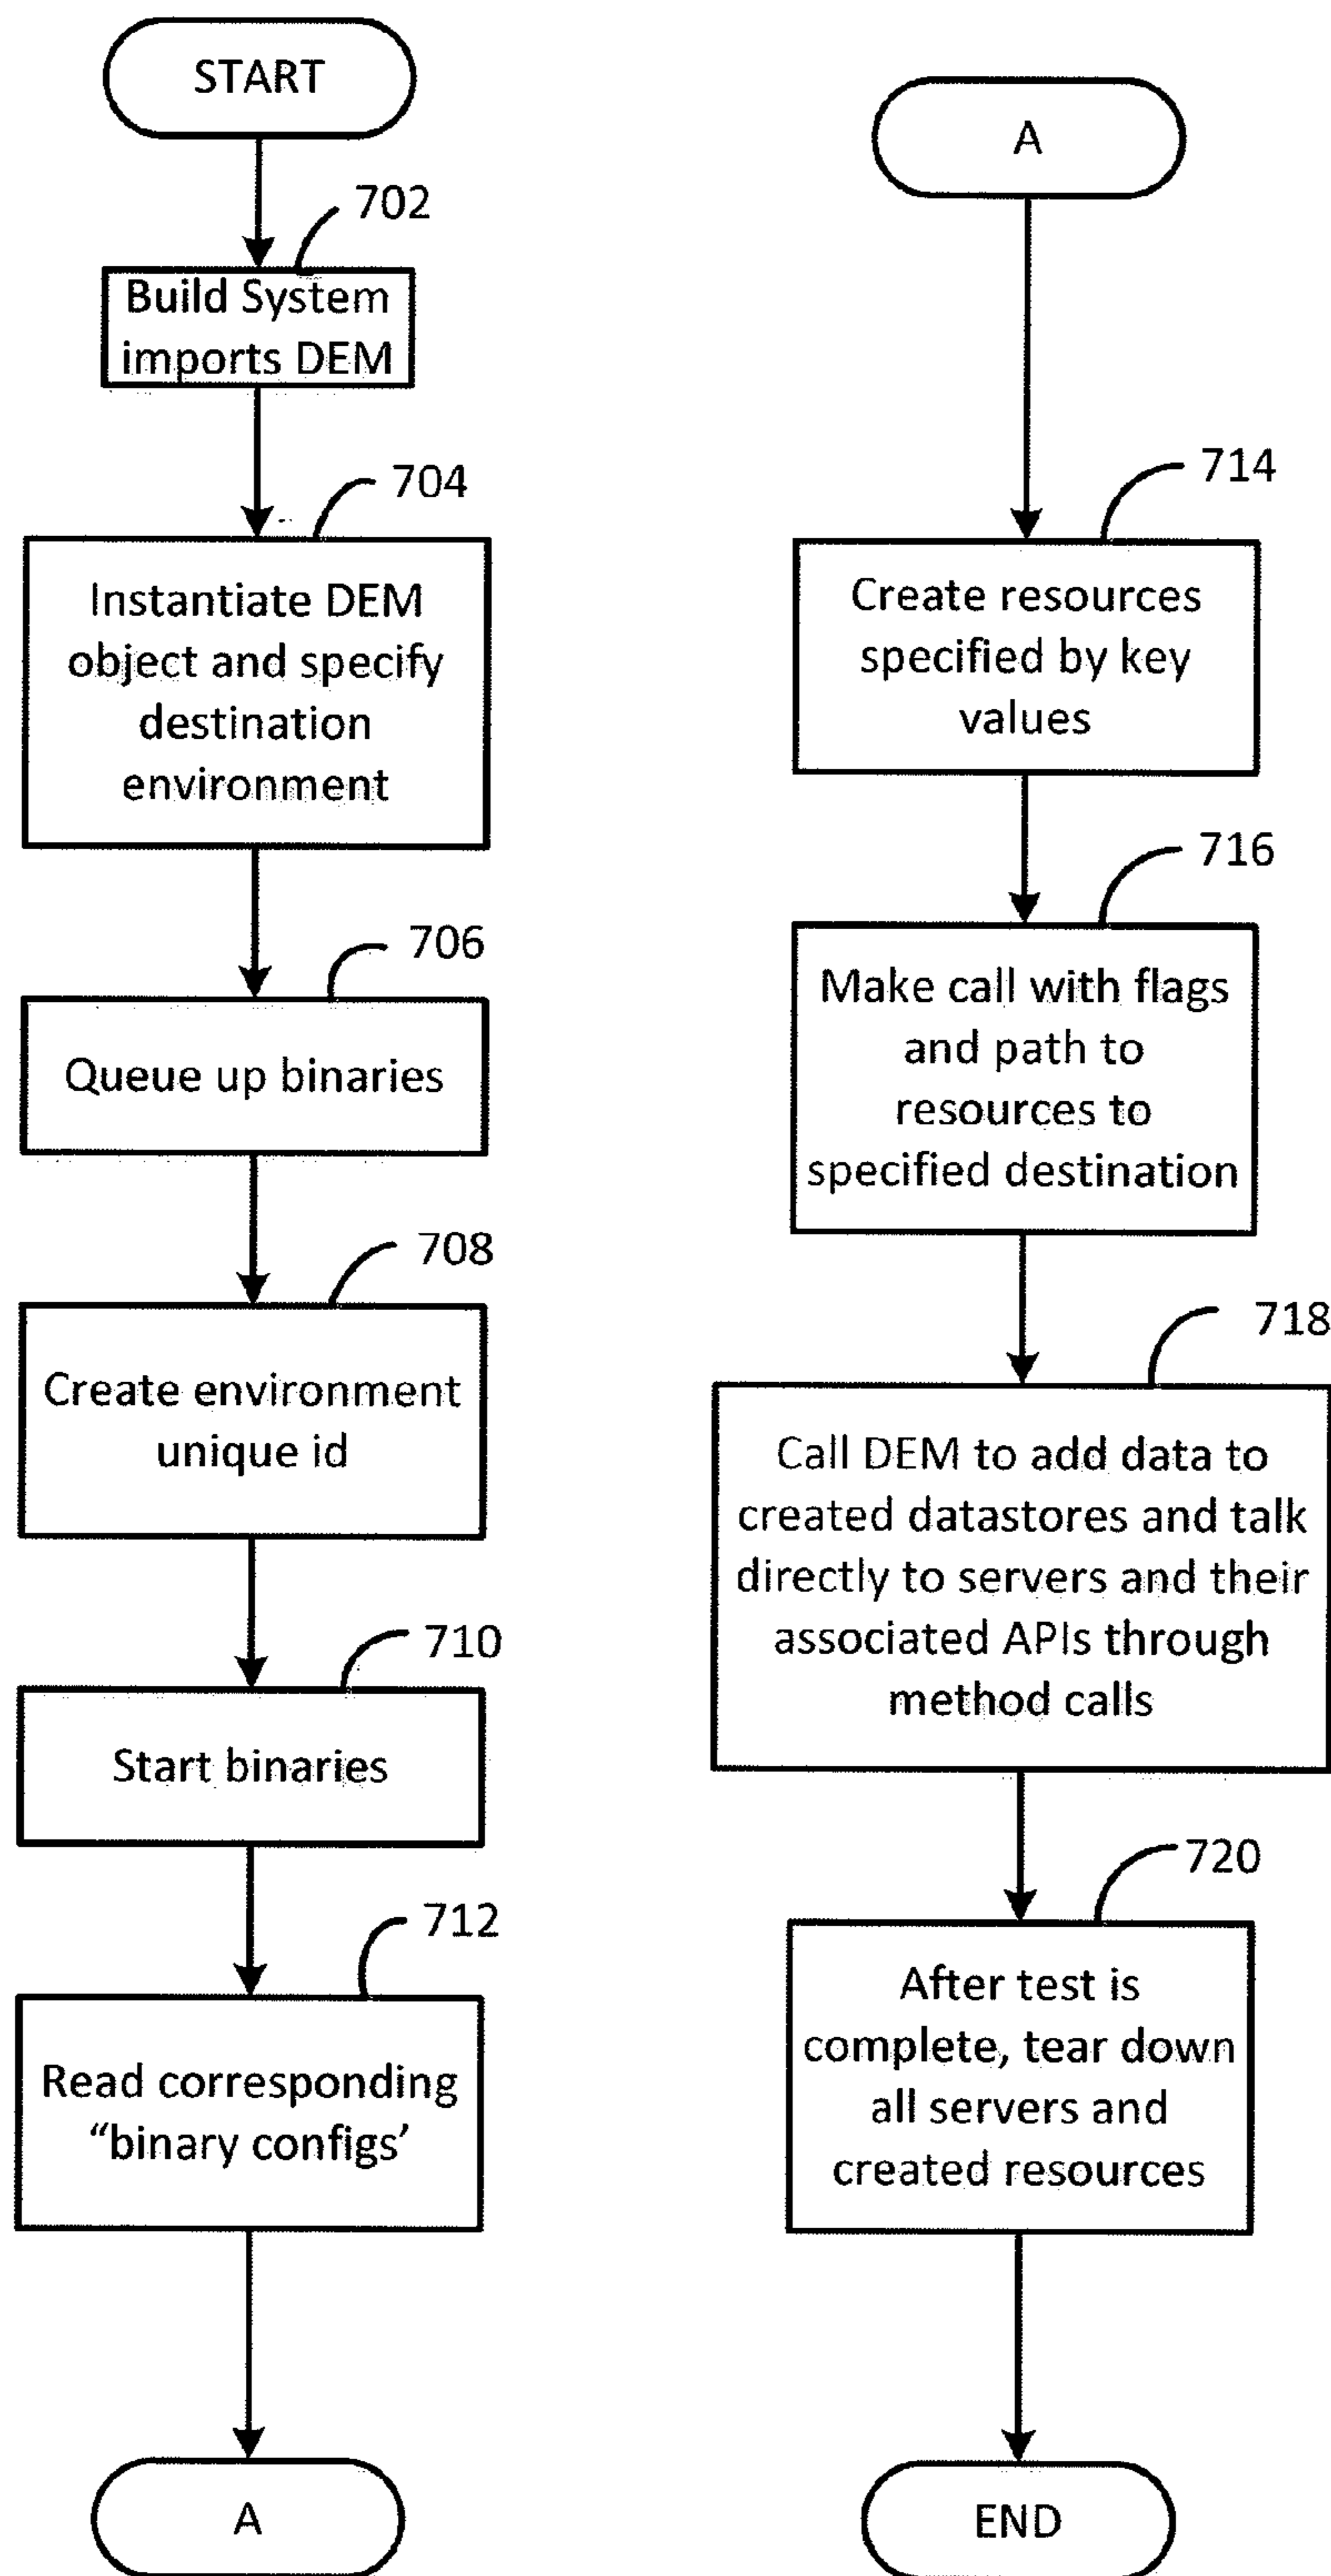 START
702
Build System
imports DEM
704
Instantiate DEM
object and specify
destination
environment
706
Queue up binaries
708
Create environment
unique id
710
Start binaries
712
Read corresponding
“binary configs’
A
A
714
Create resources
specified by key
values
716
Make call with flags
and path to
resources to
specified destination
718
Call DEM to add data to
created datastores and talk
directly to servers and their
associated APIs through
method calls
720
After test is
complete, tear down
all servers and
created resources
END